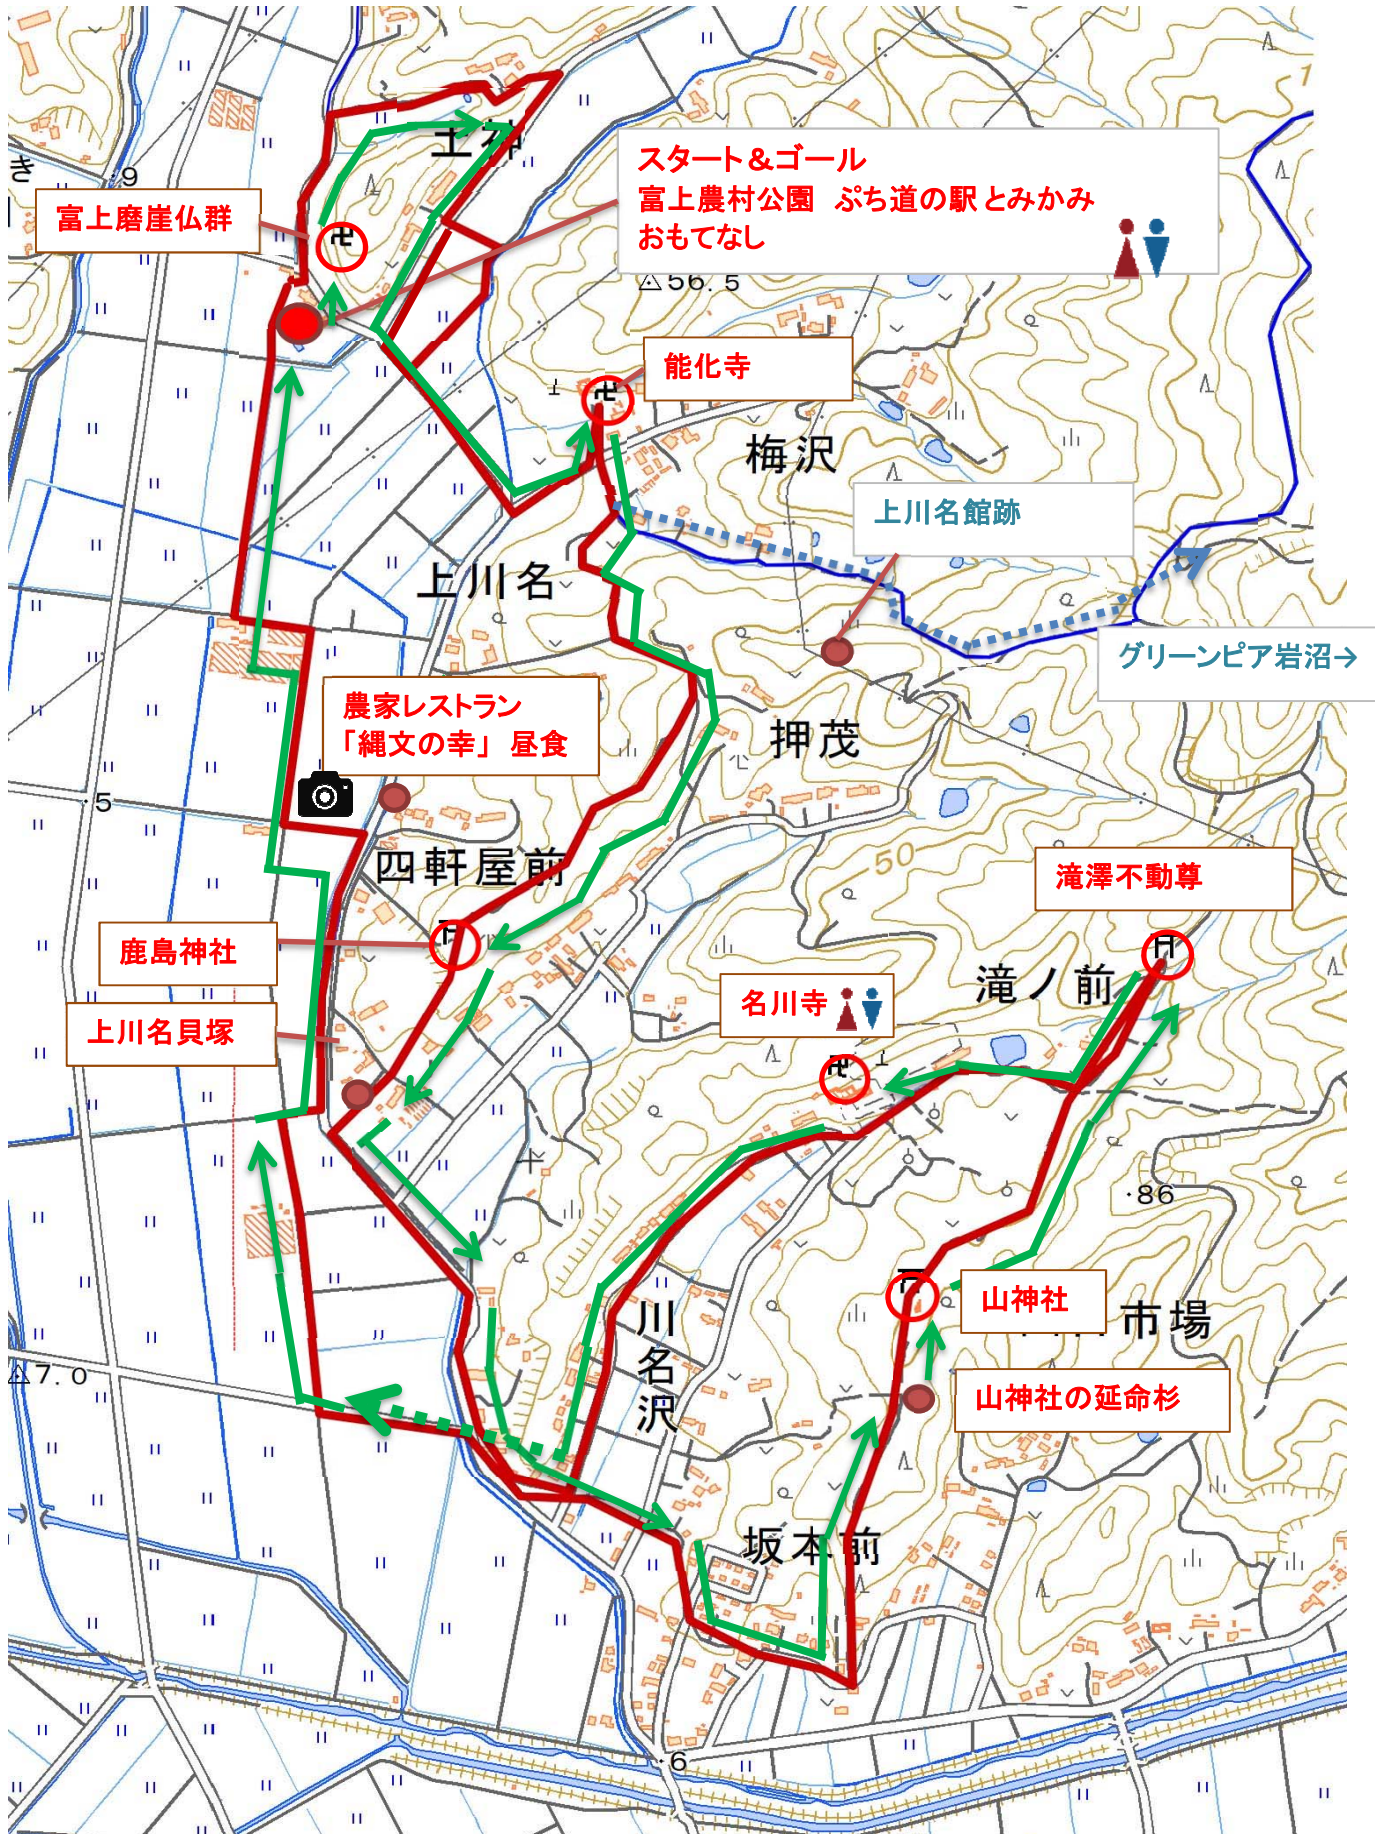 き
9
土神
富上磨崖仏群
スタート&ゴール
富上農村公園 ぷち道の駅とみかみ
おもてなし
56.5
能化寺
梅沢
上川名館跡
上川名
グリーンピア岩沼→
農家レストラン
「縄文の幸」 昼食
押茂
5
四軒屋前
50
滝澤不動尊
鹿島神社
滝ノ前
名川寺
上川名貝塚
86
山神社
市場
川名沢
7.0
山神社の延命杉
坂本前
6